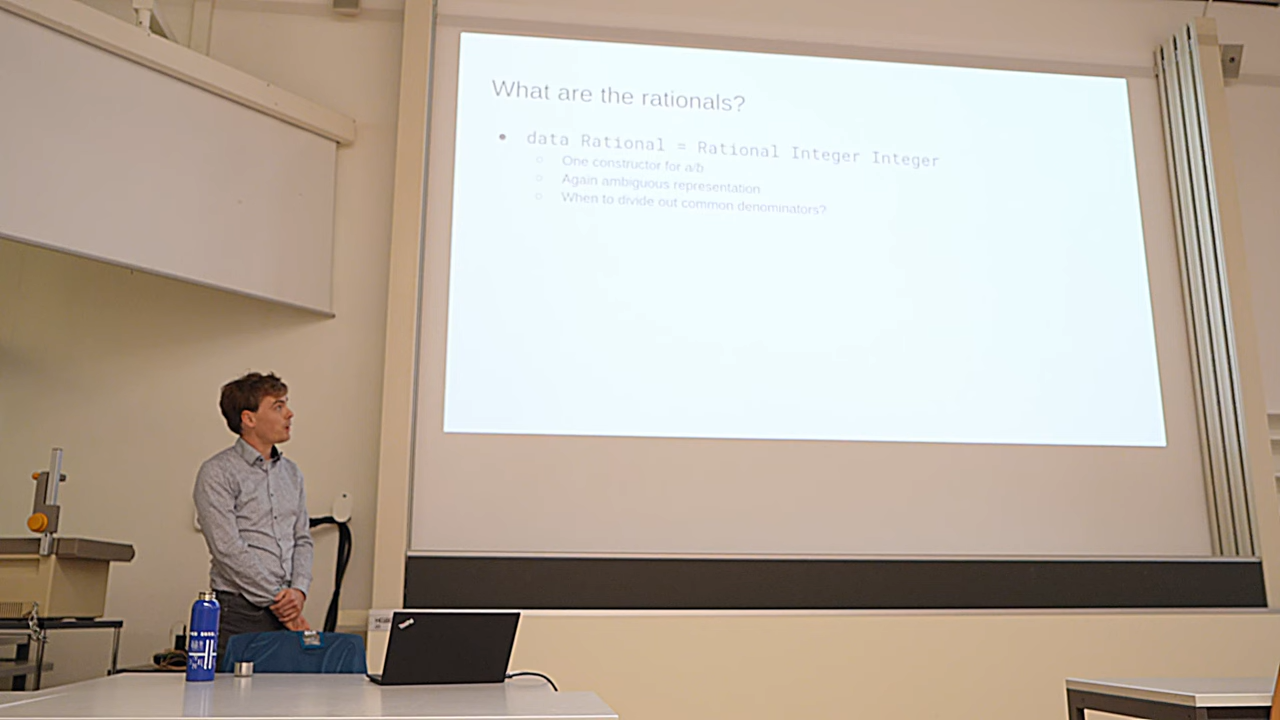 What are the rationals?
data Rational = Rational Integer Integer
One constructor for a/b
Again ambiguous representation
When to divide out common denominators?
ThinkPad